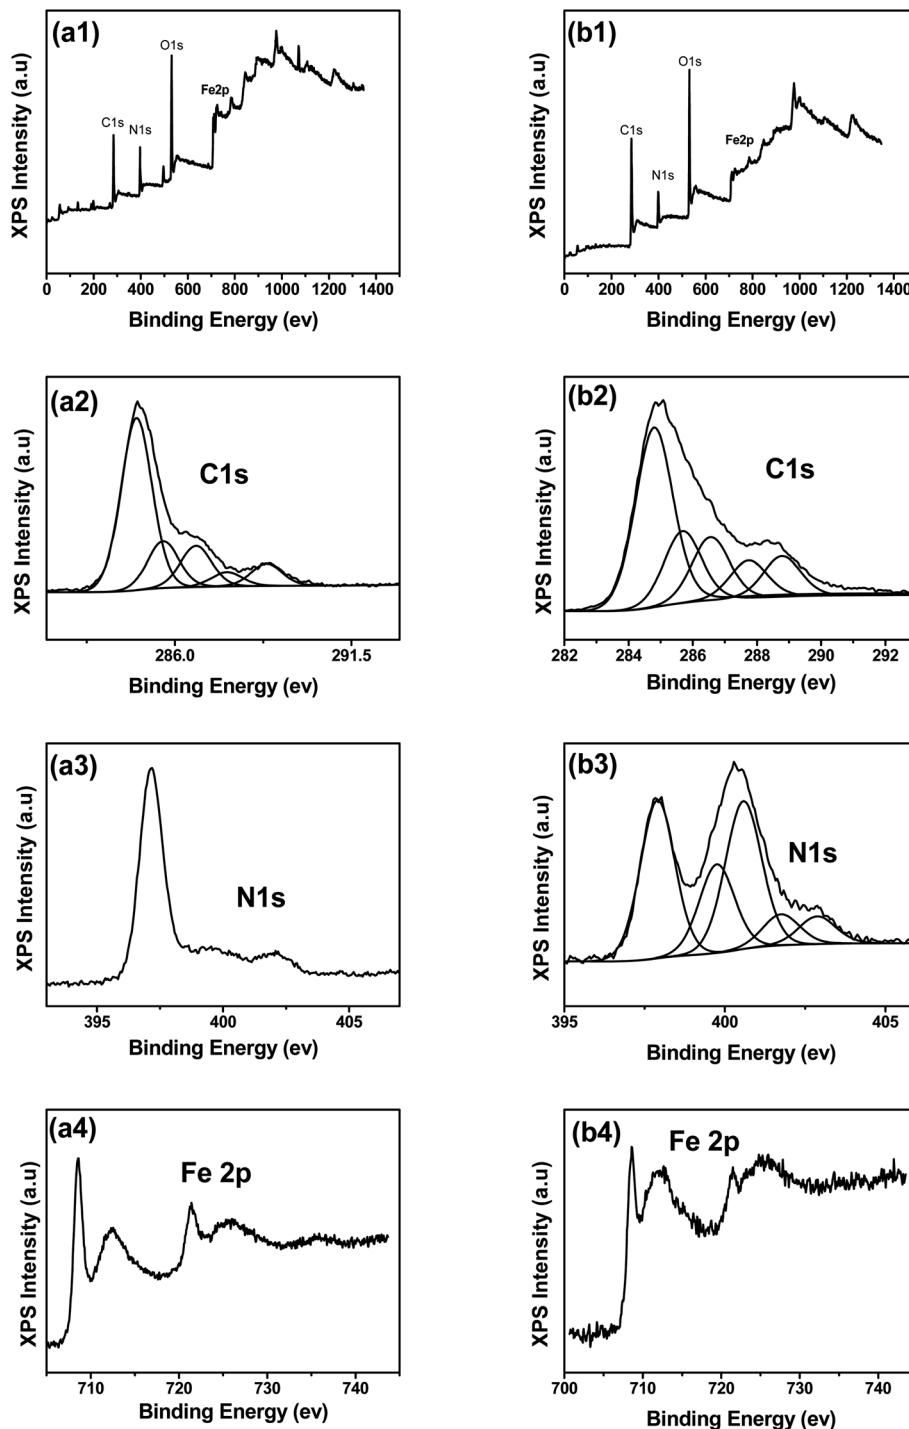 (a1)
O1s
C1s
N1s
Fe2p
XPS Intensity (a.u)
0 200 400 600 800 1000 1200 1400
Binding Energy (ev)
(b1)
O1s
C1s
N1s
Fe2p
XPS Intensity (a.u)
0 200 400 600 800 1000 1200 1400
Binding Energy (ev)
(a2)
C1s
XPS Intensity (a.u)
286.0 291.5
Binding Energy (ev)
(b2)
C1s
XPS Intensity (a.u)
282 284 286 288 290 292
Binding Energy (ev)
(a3)
N1s
XPS Intensity (a.u)
395 400 405
Binding Energy (ev)
(b3)
N1s
XPS Intensity (a.u)
395 400 405
Binding Energy (ev)
(a4)
Fe 2p
XPS Intensity (a.u)
710 720 730 740
Binding Energy (ev)
(b4)
Fe 2p
XPS Intensity (a.u)
700 710 720 730 740
Binding Energy (ev)